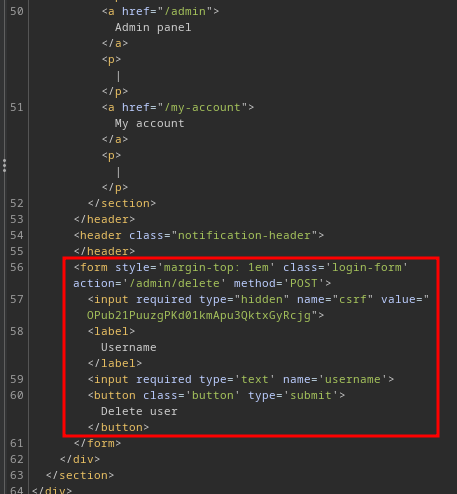 50
<a href="/admin">
Admin panel
</a>
<p>
|
</p>
51 <a href="/my-account">
My account
</a>
<p>
|
</p>
52 </section>
53 </header>
54 <header class="notification-header">
55 </header>
56 <form style='margin-top: 1em' class='login-form'
action='/admin/delete' method='POST'>
57 <input required type="hidden" name="csrf" value="
OPub21PuuzgPKd01kmApu3QktxGyRcjg">
58 <label>
Username
</label>
59 <input required type='text' name='username'>
60 <button class='button' type='submit'>
Delete user
</button>
61 </form>
62 </div>
63 </section>
64 </div>